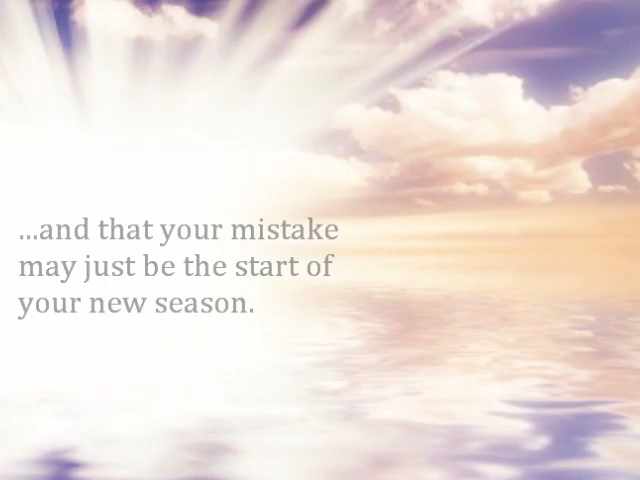 ...and that your mistake
may just be the start of
your new season.